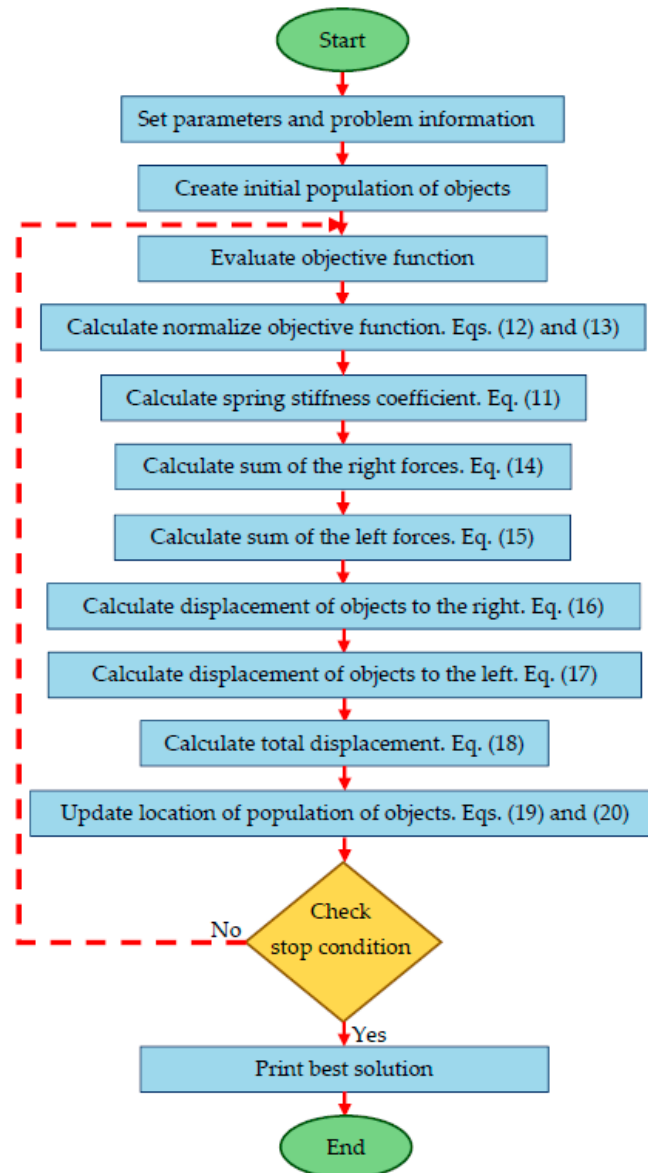 Start
Set parameters and problem information
Create initial population of objects
Evaluate objective function
Calculate normalize objective function. Eqs. (12) and (13)
Calculate spring stiffness coefficient. Eq. (11)
Calculate sum of the right forces. Eq. (14)
Calculate sum of the left forces. Eq. (15)
Calculate displacement of objects to the right. Eq. (16)
Calculate displacement of objects to the left. Eq. (17)
Calculate total displacement. Eq. (18)
Update location of population of objects. Eqs. (19) and (20)
Check
stop condition
No
Yes
Print best solution
End